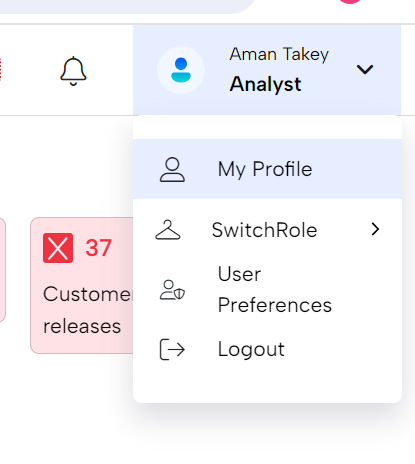 Aman Takey
Analyst
My Profile
37
SwitchRole
User
Preferences
Custome
releases
Logout